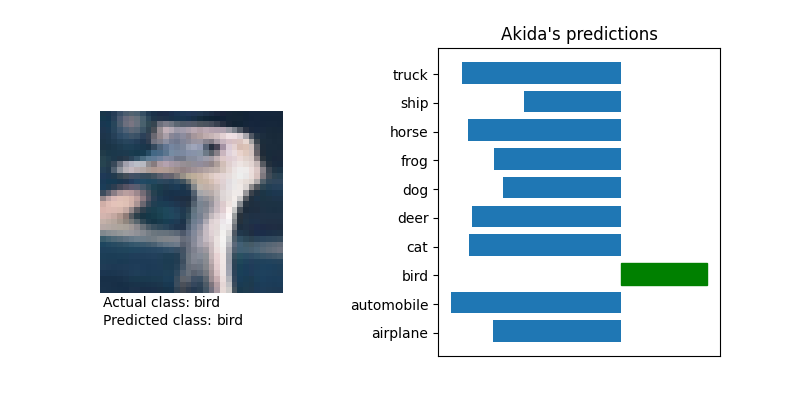 Akida's predictions
truck
ship
horse
frog
dog
deer
cat
bird
automobile
airplane
Actual class: bird
Predicted class: bird